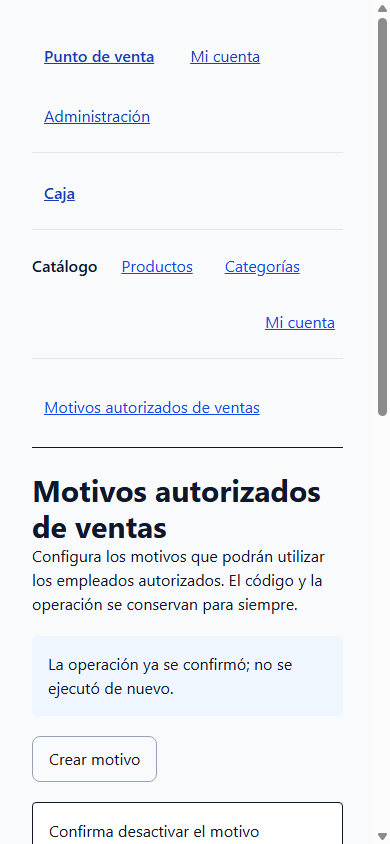 Punto de venta Mi cuenta
Administración
Caja
Catálogo Productos Categorías
Mi cuenta
Motivos autorizados de ventas
Motivos autorizados
de ventas
Configura los motivos que podrán utilizar
los empleados autorizados. El código y la
operación se conservan para siempre.
La operación ya se confirmó; no se
ejecutó de nuevo.
Crear motivo
Confirma desactivar el motivo